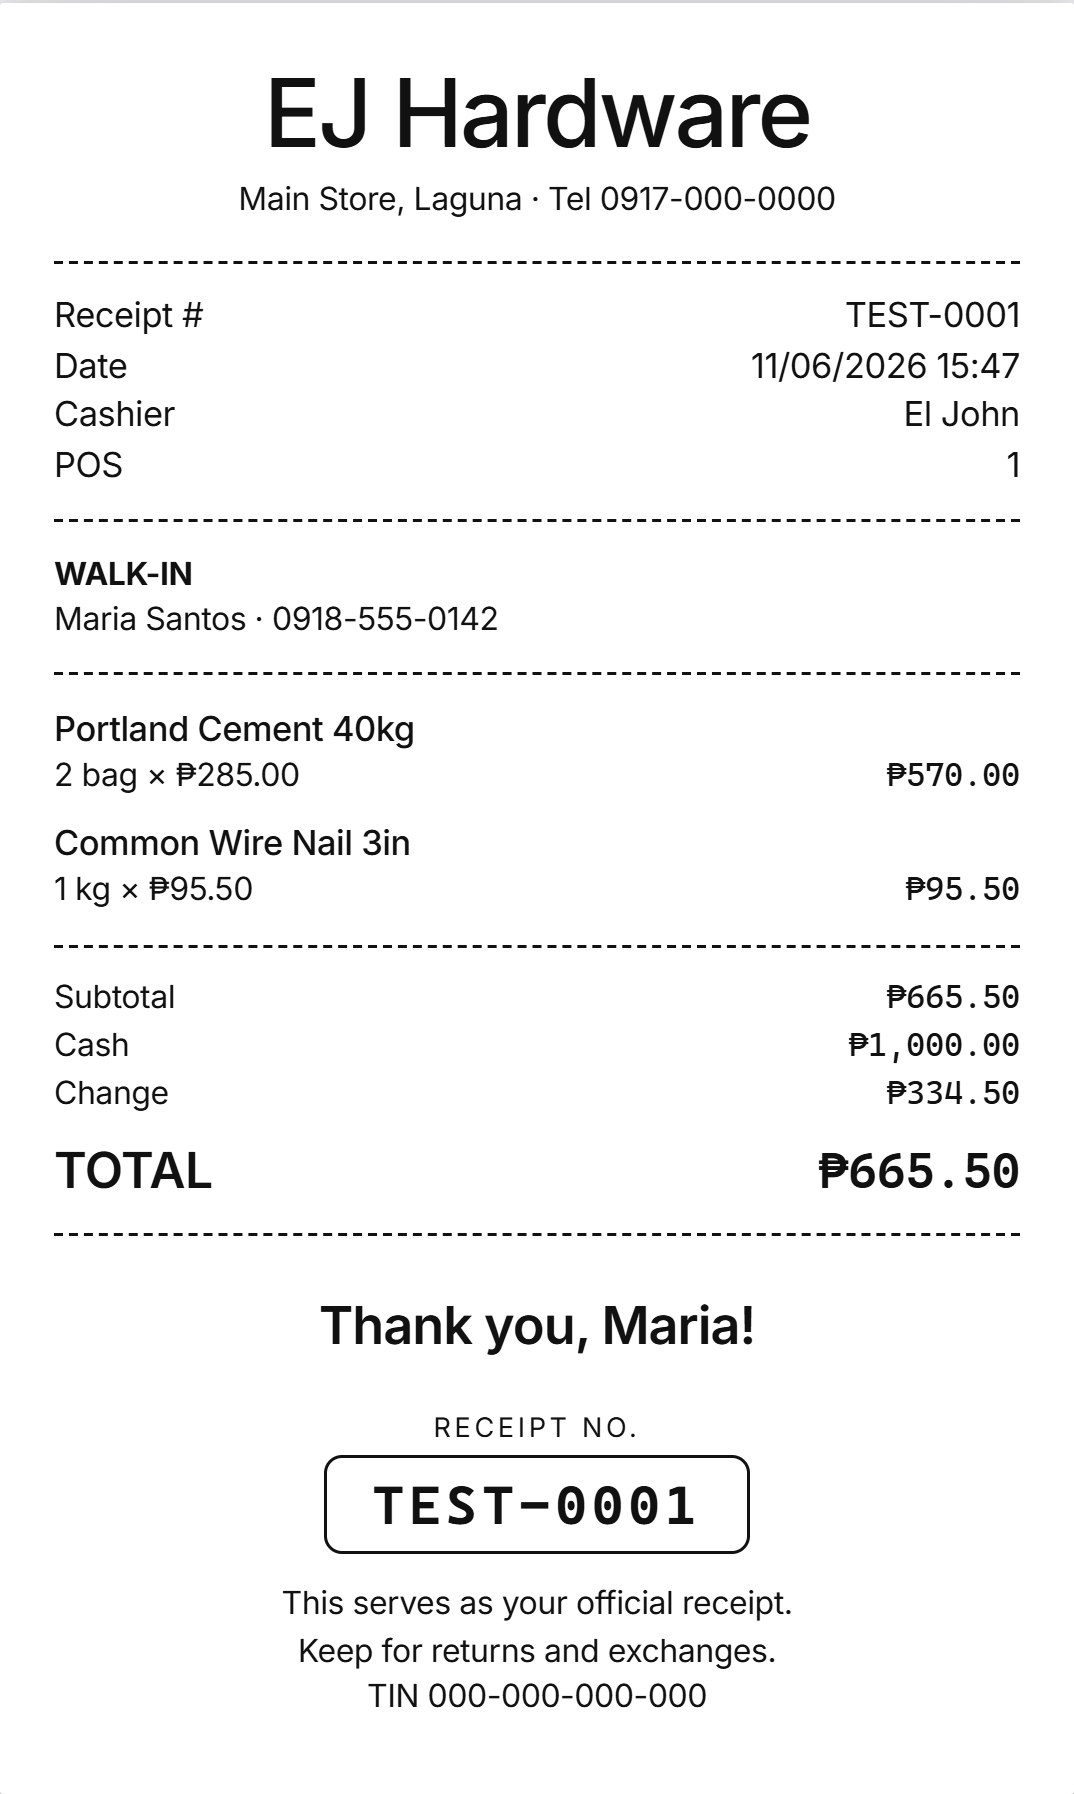 EJ Hardware
Main Store, Laguna · Tel 0917-000-0000
Receipt # TEST-0001
Date 11/06/2026 15:47
Cashier El John
POS 1
WALK-IN
Maria Santos · 0918-555-0142
Portland Cement 40kg
2 bag × ₱285.00 ₱570.00
Common Wire Nail 3in
1 kg × ₱95.50 ₱95.50
Subtotal ₱665.50
Cash ₱1,000.00
Change ₱334.50
TOTAL ₱665.50
Thank you, Maria!
RECEIPT NO.
TEST-0001
This serves as your official receipt.
Keep for returns and exchanges.
TIN 000-000-000-000